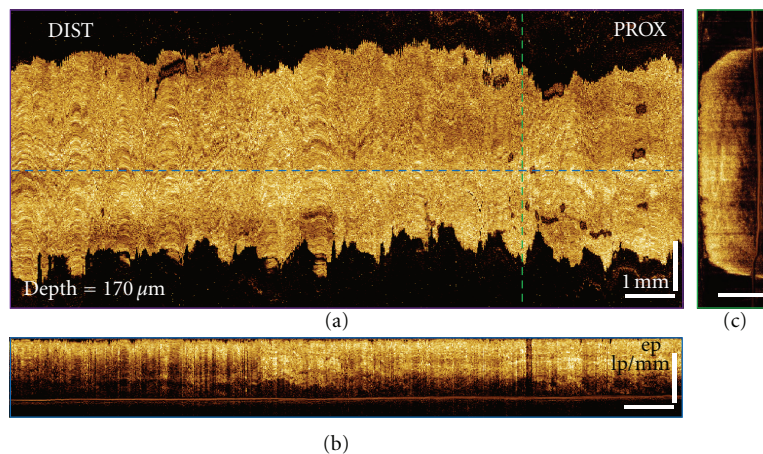 DIST
PROX
Depth = 170 μm
1 mm
(a)
(c)
ep
lp/mm
(b)